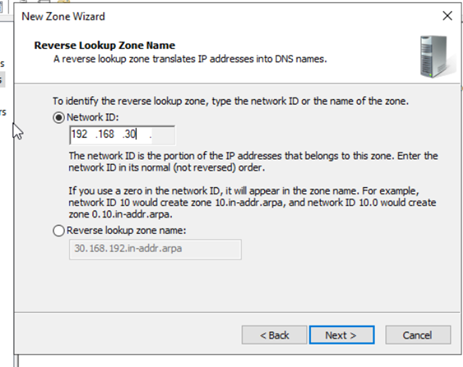 New Zone Wizard
Reverse Lookup Zone Name
A reverse lookup zone translates IP addresses into DNS names.
To identify the reverse lookup zone, type the network ID or the name of the zone.
Network ID:
192 .168 .30 .
The network ID is the portion of the IP addresses that belongs to this zone. Enter the
network ID in its normal (not reversed) order.
If you use a zero in the network ID, it will appear in the zone name. For example,
network ID 10 would create zone 10.in-addr.arpa, and network ID 10.0 would create
zone 0.10.in-addr.arpa.
Reverse lookup zone name:
30.168.192.in-addr.arpa
< Back Next > Cancel